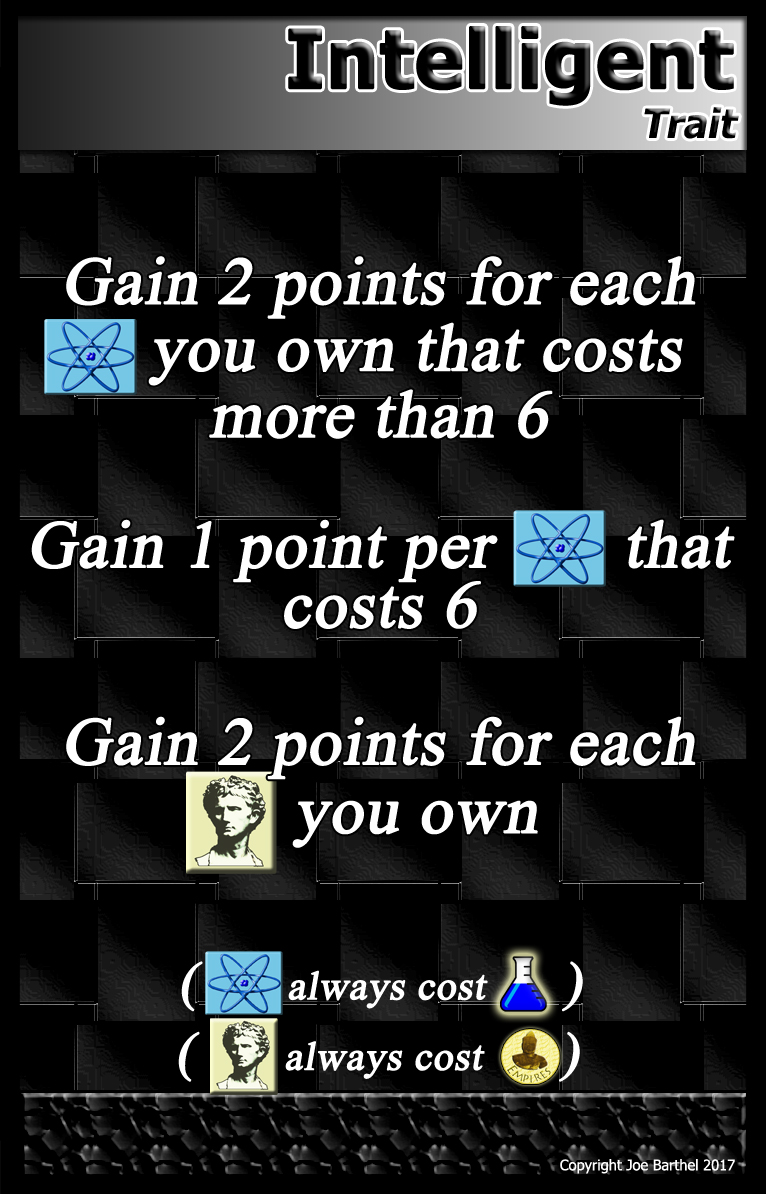 Intelligent
Trait
Gain 2 points for each
you own that costs
more than 6
Gain 1 point per that
costs 6
Gain 2 points for each
you own
( always cost )
( always cost EMPIRES )
Copyright Joe Barthel 2017